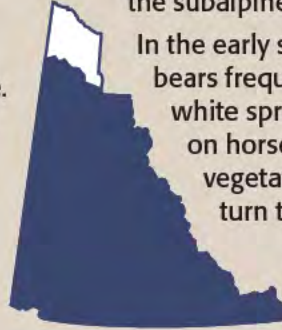 the subalpine
In the early s
bears frequ
white spr
on horse
vegeta
turn t